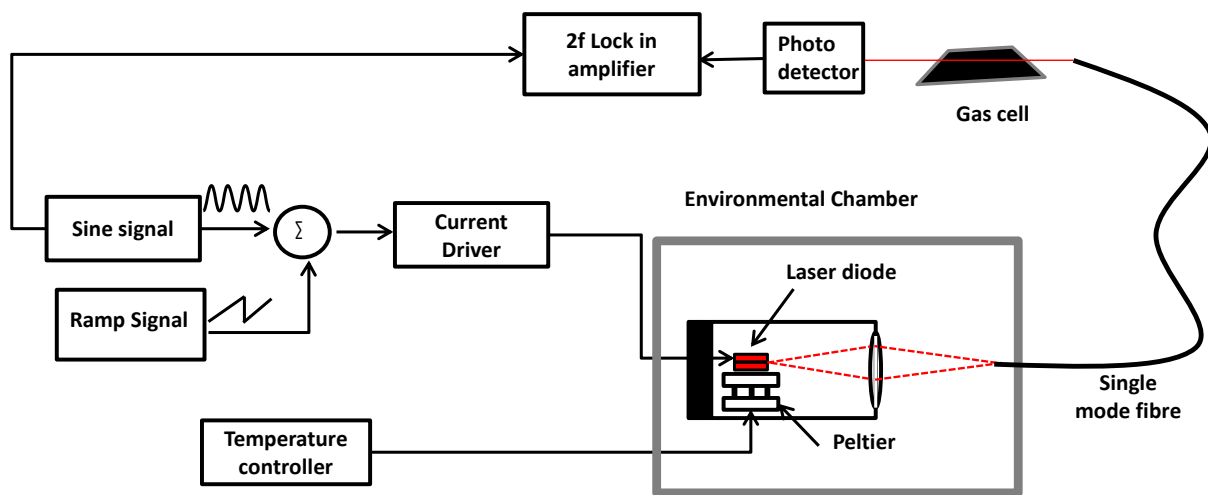 2f Lock in
amplifier
Photo
detector
Gas cell
Environmental Chamber
Sine signal
Σ
Current
Driver
Laser diode
Ramp Signal
Single
mode fibre
Temperature
controller
Peltier